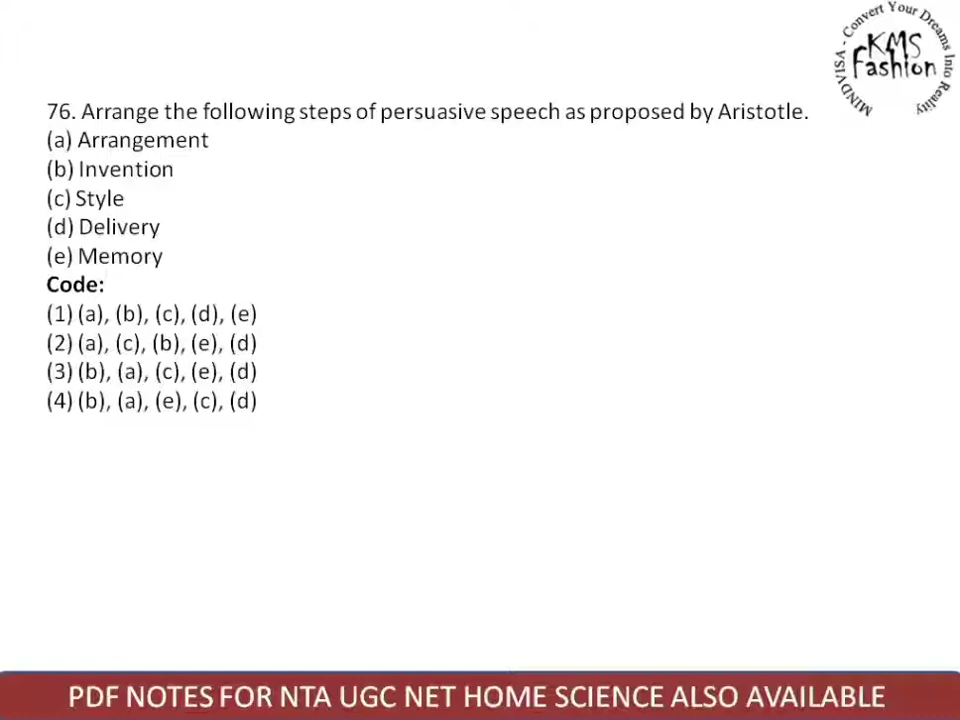 MINDVISA - Convert Your Dreams Into Reality
KMS
Fashion
76. Arrange the following steps of persuasive speech as proposed by Aristotle.
(a) Arrangement
(b) Invention
(c) Style
(d) Delivery
(e) Memory
Code:
(1) (a), (b), (c), (d), (e)
(2) (a), (c), (b), (e), (d)
(3) (b), (a), (c), (e), (d)
(4) (b), (a), (e), (c), (d)
PDF NOTES FOR NTA UGC NET HOME SCIENCE ALSO AVAILABLE